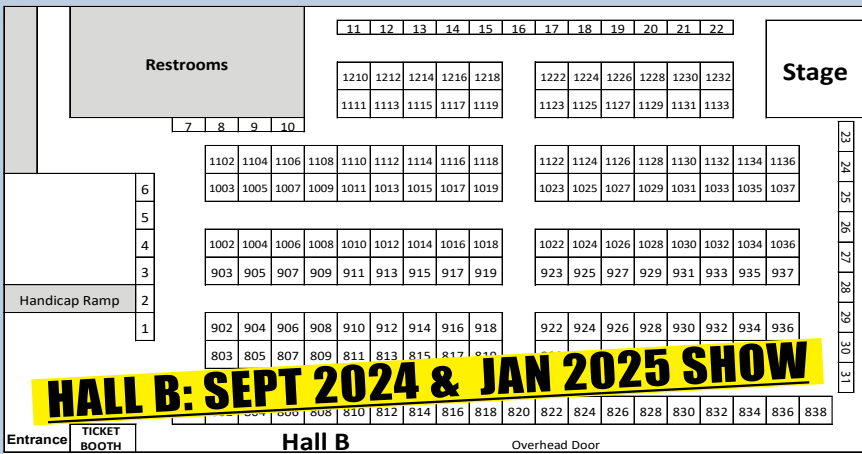 11 12 13 14 15 16 17 18 19 20 21 22
Restrooms
Stage
1210 1212 1214 1216 1218 1222 1224 1226 1228 1230 1232
1111 1113 1115 1117 1119 1123 1125 1127 1129 1131 1133
7 8 9 10
23
1102 1104 1106 1108 1110 1112 1114 1116 1118 1122 1124 1126 1128 1130 1132 1134 1136
24
6
1003 1005 1007 1009 1011 1013 1015 1017 1019 1023 1025 1027 1029 1031 1033 1035 1037
25
5
26
4
1002 1004 1006 1008 1010 1012 1014 1016 1018 1022 1024 1026 1028 1030 1032 1034 1036
27
3
903 905 907 909 911 913 915 917 919 923 925 927 929 931 933 935 937
28
Handicap Ramp 2
29
1
902 904 906 908 910 912 914 916 918 922 924 926 928 930 932 934 936
30
803 805 807 809 811 813 815 817 819
31
HALL B: SEPT 2024 & JAN 2025 SHOW
808 810 812 814 816 818 820 822 824 826 828 830 832 834 836 838
Entrance
TICKET
BOOTH
Hall B
Overhead Door